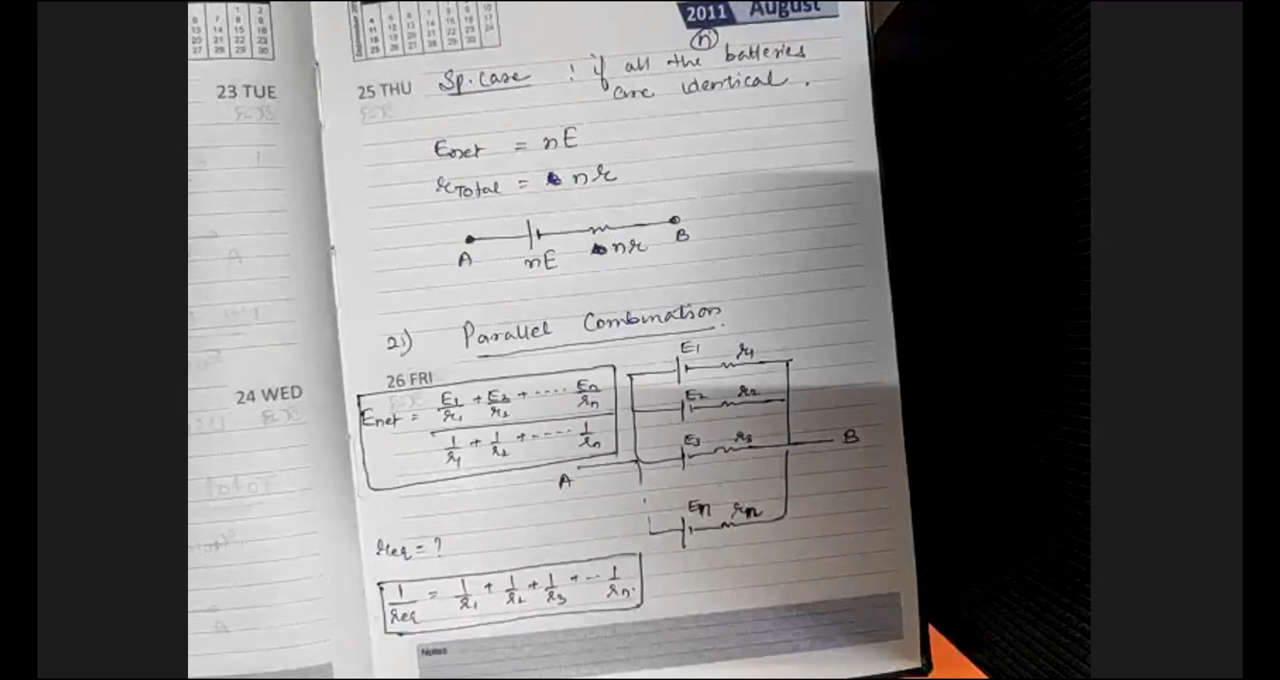 2011 August
23 TUE
25 THU Sp. Case : if all the (n) batteries
are identical.
Enet = nE
rTotal = nr
A nE nr B
2) Parallel Combination.
24 WED
26 FRI
Enet = E1/r1 + E2/r2 + ..... En/rn
1/r1 + 1/r2 + ..... 1/rn
E1 r1
E2 r2
E3 r3
A B
En rn
req = ?
1/req = 1/r1 + 1/r2 + 1/r3 + ... 1/rn.
Notes